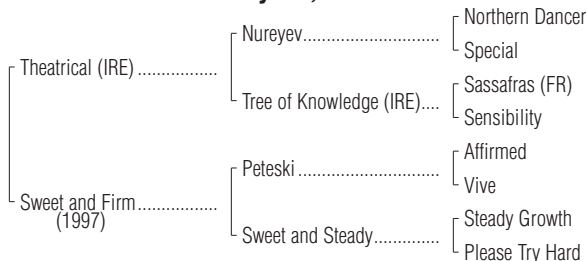 Northern Dancer
Nureyev
Special
Theatrical (IRE)
Sassafras (FR)
Tree of Knowledge (IRE)
Sensibility
Affirmed
Peteski
Vive
Sweet and Firm
(1997)
Steady Growth
Sweet and Steady
Please Try Hard